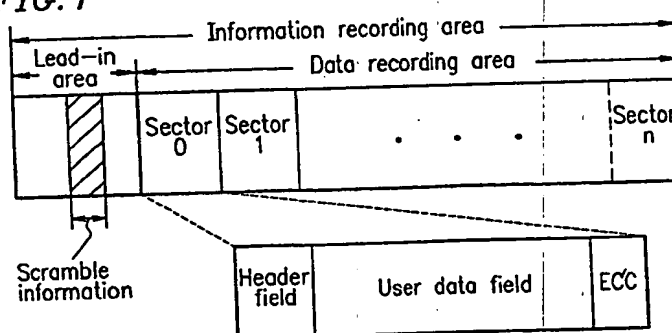 FIG. 1
Information recording area
Lead-in area
Data recording area
Sector 0
Sector 1
Sector n
Scramble information
Header field
User data field
ECC